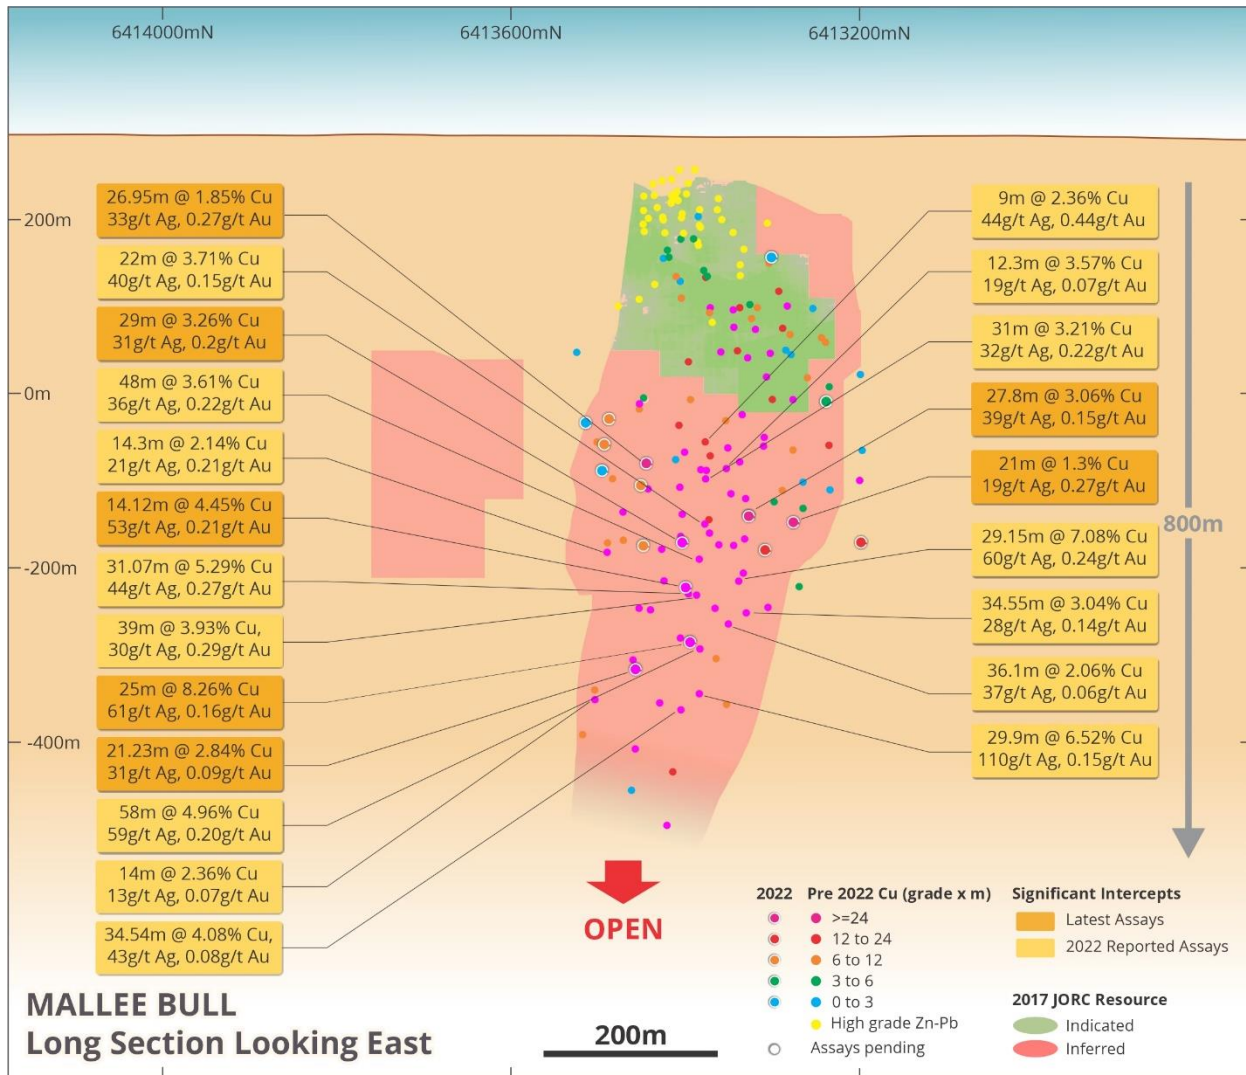 6414000mN
6413600mN
6413200mN
200m
0m
-200m
-400m
26.95m @ 1.85% Cu
33g/t Ag, 0.27g/t Au
22m @ 3.71% Cu
40g/t Ag, 0.15g/t Au
29m @ 3.26% Cu
31g/t Ag, 0.2g/t Au
48m @ 3.61% Cu
36g/t Ag, 0.22g/t Au
14.3m @ 2.14% Cu
21g/t Ag, 0.21g/t Au
14.12m @ 4.45% Cu
53g/t Ag, 0.21g/t Au
31.07m @ 5.29% Cu
44g/t Ag, 0.27g/t Au
39m @ 3.93% Cu,
30g/t Ag, 0.29g/t Au
25m @ 8.26% Cu
61g/t Ag, 0.16g/t Au
21.23m @ 2.84% Cu
31g/t Ag, 0.09g/t Au
58m @ 4.96% Cu
59g/t Ag, 0.20g/t Au
14m @ 2.36% Cu
13g/t Ag, 0.07g/t Au
34.54m @ 4.08% Cu,
43g/t Ag, 0.08g/t Au
9m @ 2.36% Cu
44g/t Ag, 0.44g/t Au
12.3m @ 3.57% Cu
19g/t Ag, 0.07g/t Au
31m @ 3.21% Cu
32g/t Ag, 0.22g/t Au
27.8m @ 3.06% Cu
39g/t Ag, 0.15g/t Au
21m @ 1.3% Cu
19g/t Ag, 0.27g/t Au
29.15m @ 7.08% Cu
60g/t Ag, 0.24g/t Au
34.55m @ 3.04% Cu
28g/t Ag, 0.14g/t Au
36.1m @ 2.06% Cu
37g/t Ag, 0.06g/t Au
29.9m @ 6.52% Cu
110g/t Ag, 0.15g/t Au
800m
OPEN
MALLEE BULL
Long Section Looking East
200m
2022 Pre 2022 Cu (grade x m)
>=24
12 to 24
6 to 12
3 to 6
0 to 3
High grade Zn-Pb
Assays pending
Significant Intercepts
Latest Assays
2022 Reported Assays
2017 JORC Resource
Indicated
Inferred